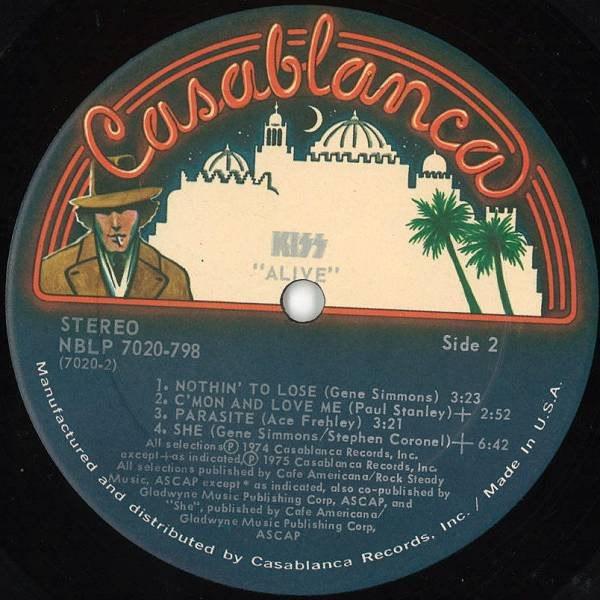 Casablanca
KISS
"ALIVE"
STEREO
NBLP 7020-798
(7020-2)
Side 2
1. NOTHIN' TO LOSE (Gene Simmons) 3:23
2. C'MON AND LOVE ME (Paul Stanley)+ 2:52
3. PARASITE (Ace Frehley) 3:21
4. SHE (Gene Simmons/Stephen Coronel)+ 6:42
All selections Ⓟ 1974 Casablanca Records, Inc.
except+as indicated,Ⓟ 1975 Casablanca Records, Inc.
All selections published by Cafe Americana/Rock Steady
Music, ASCAP except* as indicated, also co-published by
Gladwyne Music Publishing Corp, ASCAP, and
"She", published by Cafe Americana/
Gladwyne Music Publishing Corp,
ASCAP
Manufactured and distributed by Casablanca Records, Inc. / Made In U.S.A.